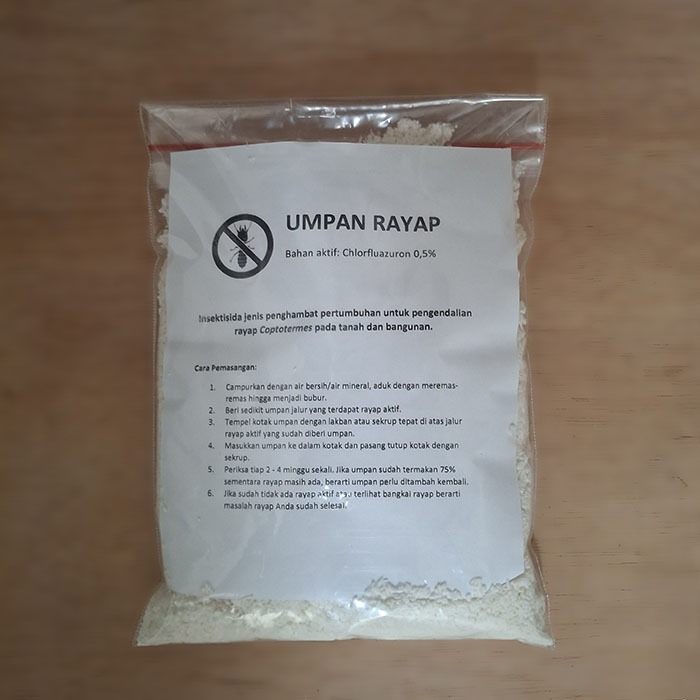 UMPAN RAYAP
Bahan aktif: Chlorfluazuron 0,5%
Insektisida jenis penghambat pertumbuhan untuk pengendalian
rayap Coptotermes pada tanah dan bangunan.
Cara Pemasangan:
1. Campurkan dengan air bersih/air mineral, aduk dengan meremas-
remas hingga menjadi bubur.
2. Beri sedikit umpan jalur yang terdapat rayap aktif.
3. Tempel kotak umpan dengan lakban atau sekrup tepat di atas jalur
rayap aktif yang sudah diberi umpan.
4. Masukkan umpan ke dalam kotak dan pasang tutup kotak dengan
sekrup.
5. Periksa tiap 2 - 4 minggu sekali. Jika umpan sudah termakan 75%
sementara rayap masih ada, berarti umpan perlu ditambah kembali.
6. Jika sudah tidak ada rayap aktif atau terlihat bangkai rayap berarti
masalah rayap Anda sudah selesai.